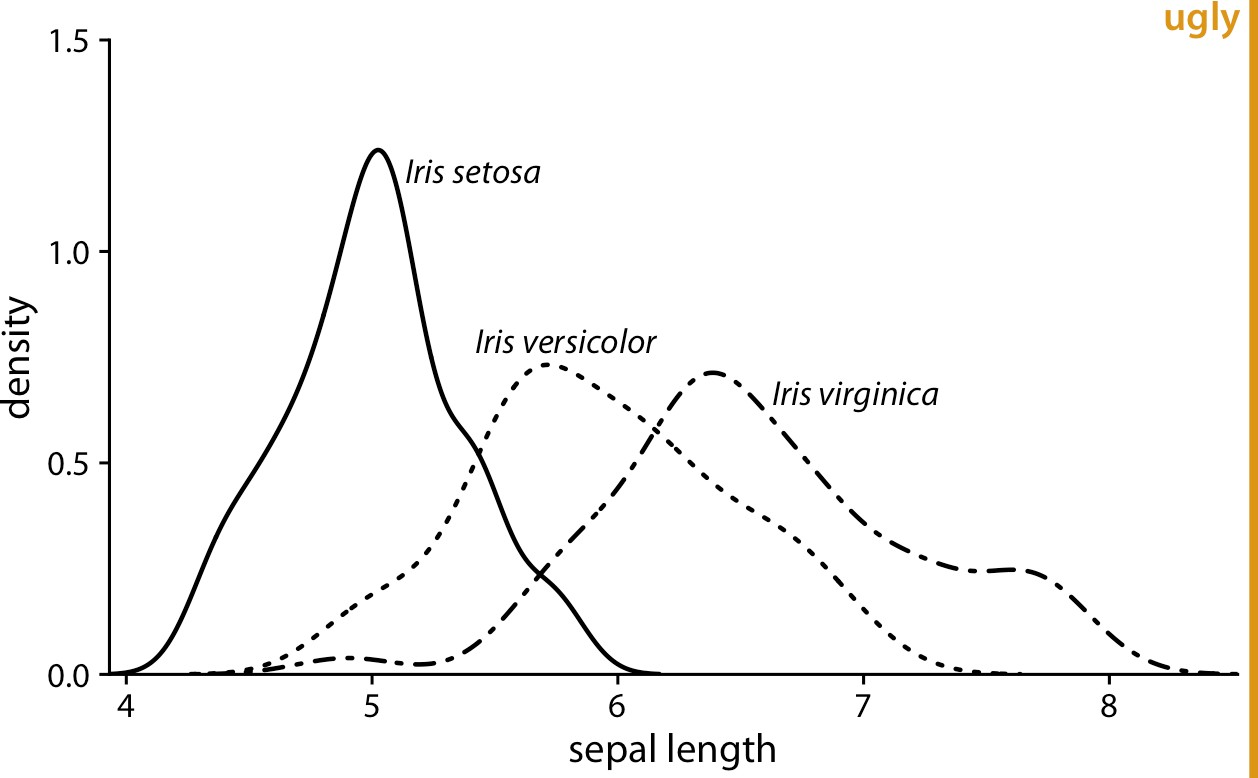 ugly
1.5
Iris setosa
1.0
Iris versicolor
Iris virginica
density
0.5
0.0
4 5 6 7 8
sepal length